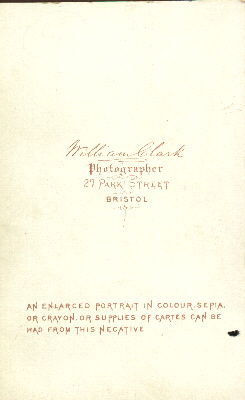 William Clark
Photographer
27 PARK STREET
BRISTOL
AN ENLARGED PORTRAIT IN COLOUR, SEPIA,
OR CRAYON, OR SUPPLIES OF CARTES CAN BE
HAD FROM THIS NEGATIVE